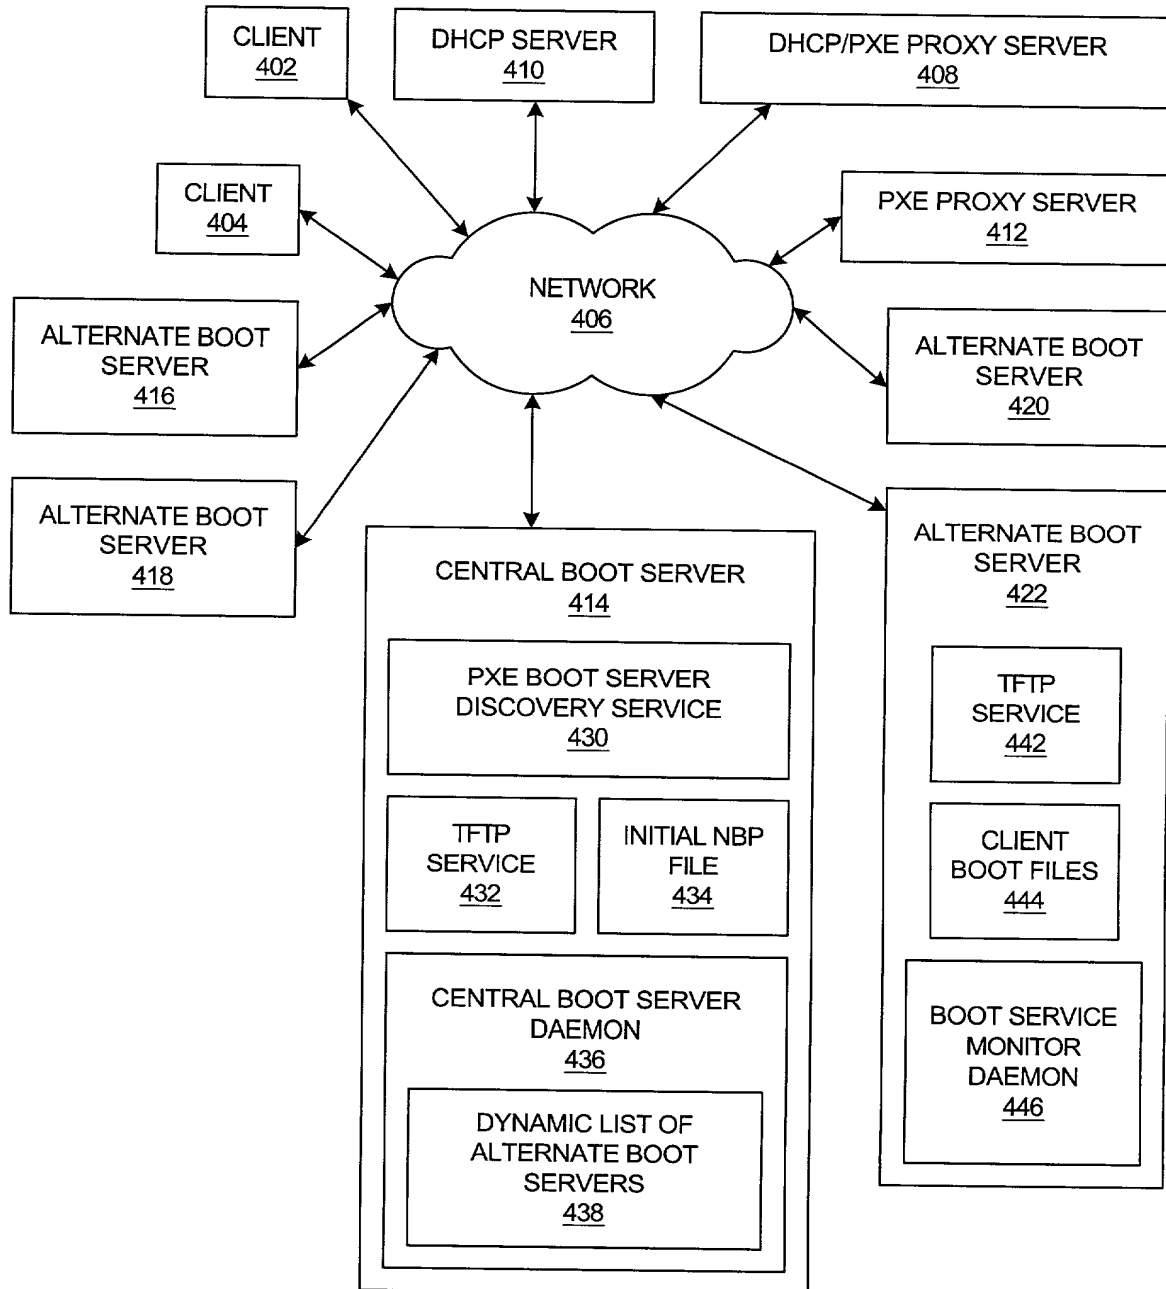 CLIENT
402
DHCP SERVER
410
DHCP/PXE PROXY SERVER
408
CLIENT
404
PXE PROXY SERVER
412
NETWORK
406
ALTERNATE BOOT
SERVER
416
ALTERNATE BOOT
SERVER
420
ALTERNATE BOOT
SERVER
418
CENTRAL BOOT SERVER
414
PXE BOOT SERVER
DISCOVERY SERVICE
430
TFTP
SERVICE
432
INITIAL NBP
FILE
434
CENTRAL BOOT SERVER
DAEMON
436
DYNAMIC LIST OF
ALTERNATE BOOT
SERVERS
438
ALTERNATE BOOT
SERVER
422
TFTP
SERVICE
442
CLIENT
BOOT FILES
444
BOOT SERVICE
MONITOR
DAEMON
446